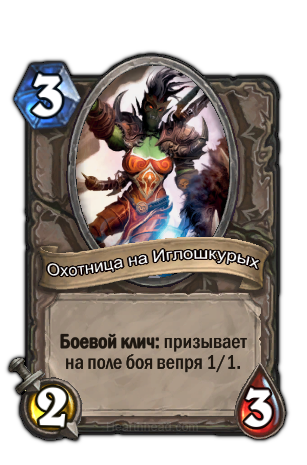 3
Охотница на Иглошкурых
Боевой клич: призывает
на поле боя вепря 1/1.
2
3